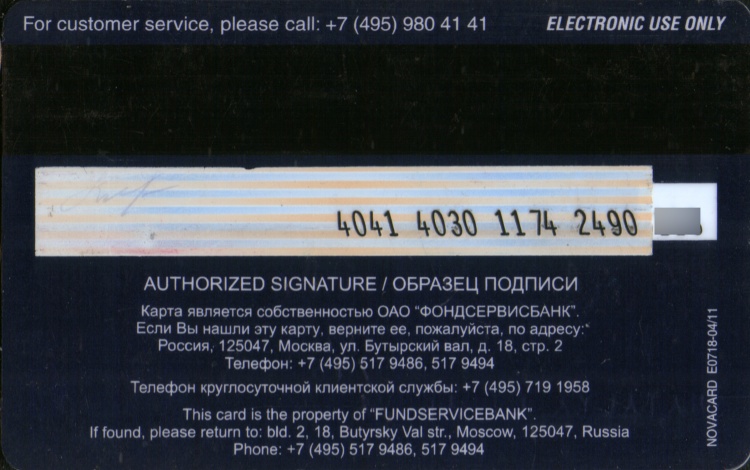 For customer service, please call: +7 (495) 980 41 41
ELECTRONIC USE ONLY
4041 4030 1174 2490
AUTHORIZED SIGNATURE / ОБРАЗЕЦ ПОДПИСИ
Карта является собственностью ОАО "ФОНДСЕРВИСБАНК".
Если Вы нашли эту карту, верните ее, пожалуйста, по адресу:
Россия, 125047, Москва, ул. Бутырский вал, д. 18, стр. 2
Телефон: +7 (495) 517 9486, 517 9494
Телефон круглосуточной клиентской службы: +7 (495) 719 1958
This card is the property of "FUNDSERVICEBANK".
If found, please return to: bld. 2, 18, Butyrsky Val str., Moscow, 125047, Russia
Phone: +7 (495) 517 9486, 517 9494
NOVACARD E0718-04/11